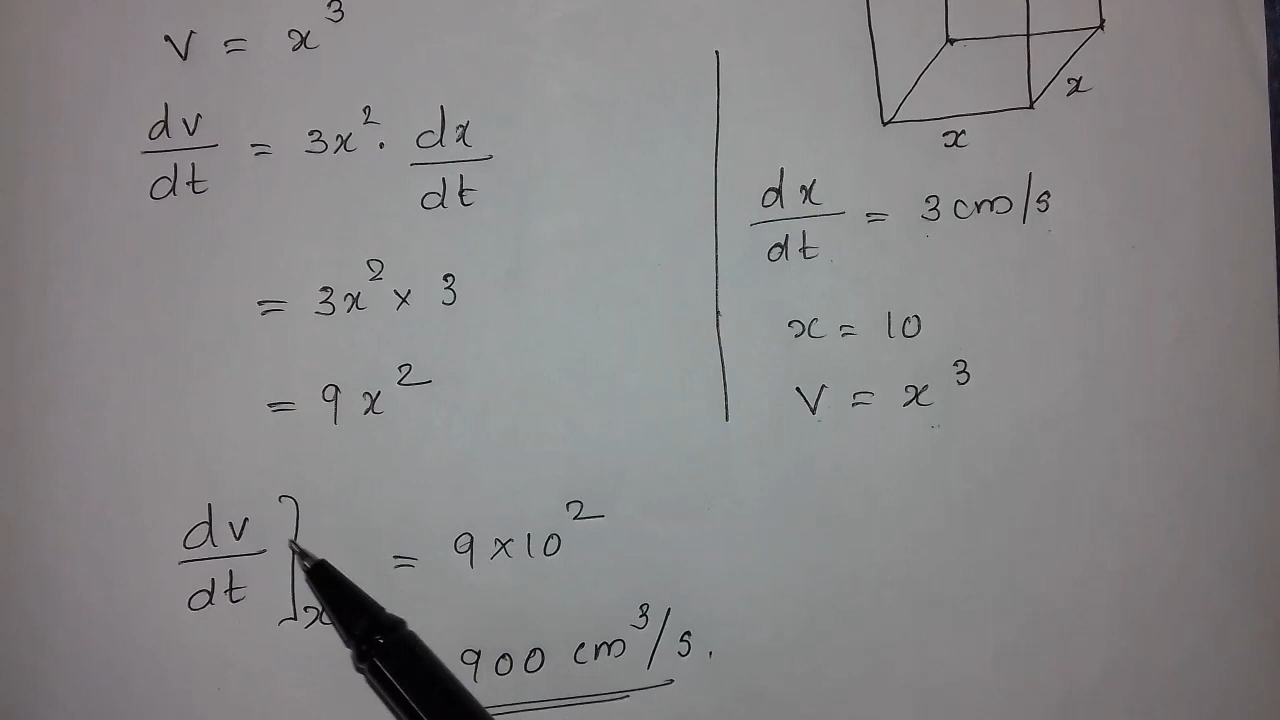 V = x³
dv/dt = 3x² · dx/dt
= 3x² × 3
= 9x²
dv/dt]x = 9×10²
900 cm³/s.
x
x
dx/dt = 3 cm/s
x = 10
V = x³